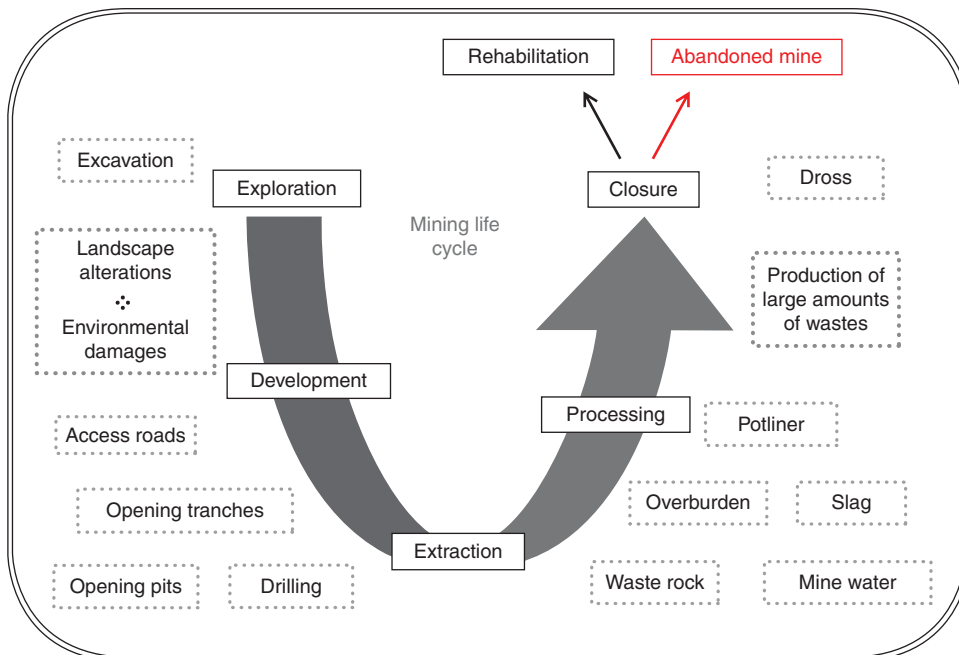 Rehabilitation
Abandoned mine
Excavation
Exploration
Closure
Dross
Mining life
cycle
Landscape
alterations
Environmental
damages
Production of
large amounts
of wastes
Development
Processing
Access roads
Potliner
Opening tranches
Overburden
Slag
Extraction
Opening pits
Drilling
Waste rock
Mine water